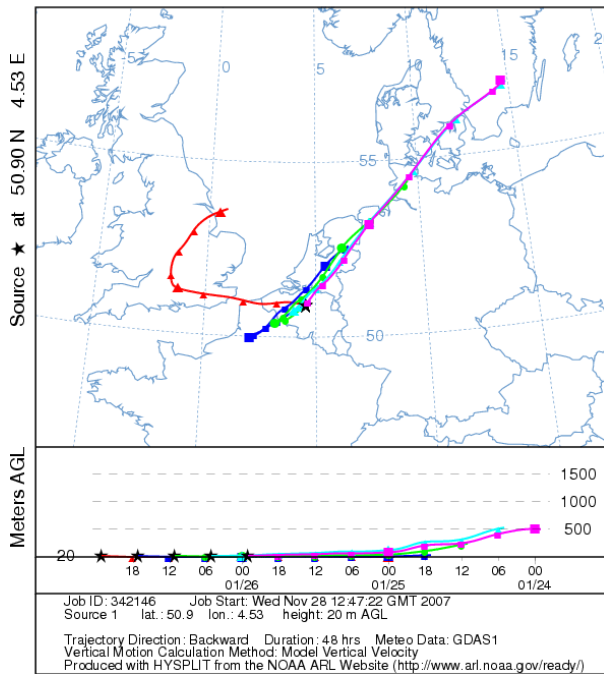 -5 0 5 10 15 2
55
50
Source ★ at 50.90 N 4.53 E
Meters AGL
1500
1000
500
20
18 12 06 00 18 12 06 00 18 12 06 00
01/26 01/25 01/24
Job ID: 342146 Job Start: Wed Nov 28 12:47:22 GMT 2007
Source 1 lat.: 50.9 lon.: 4.53 height: 20 m AGL
Trajectory Direction: Backward Duration: 48 hrs Meteo Data: GDAS1
Vertical Motion Calculation Method: Model Vertical Velocity
Produced with HYSPLIT from the NOAA ARL Website (http://www.arl.noaa.gov/ready/)